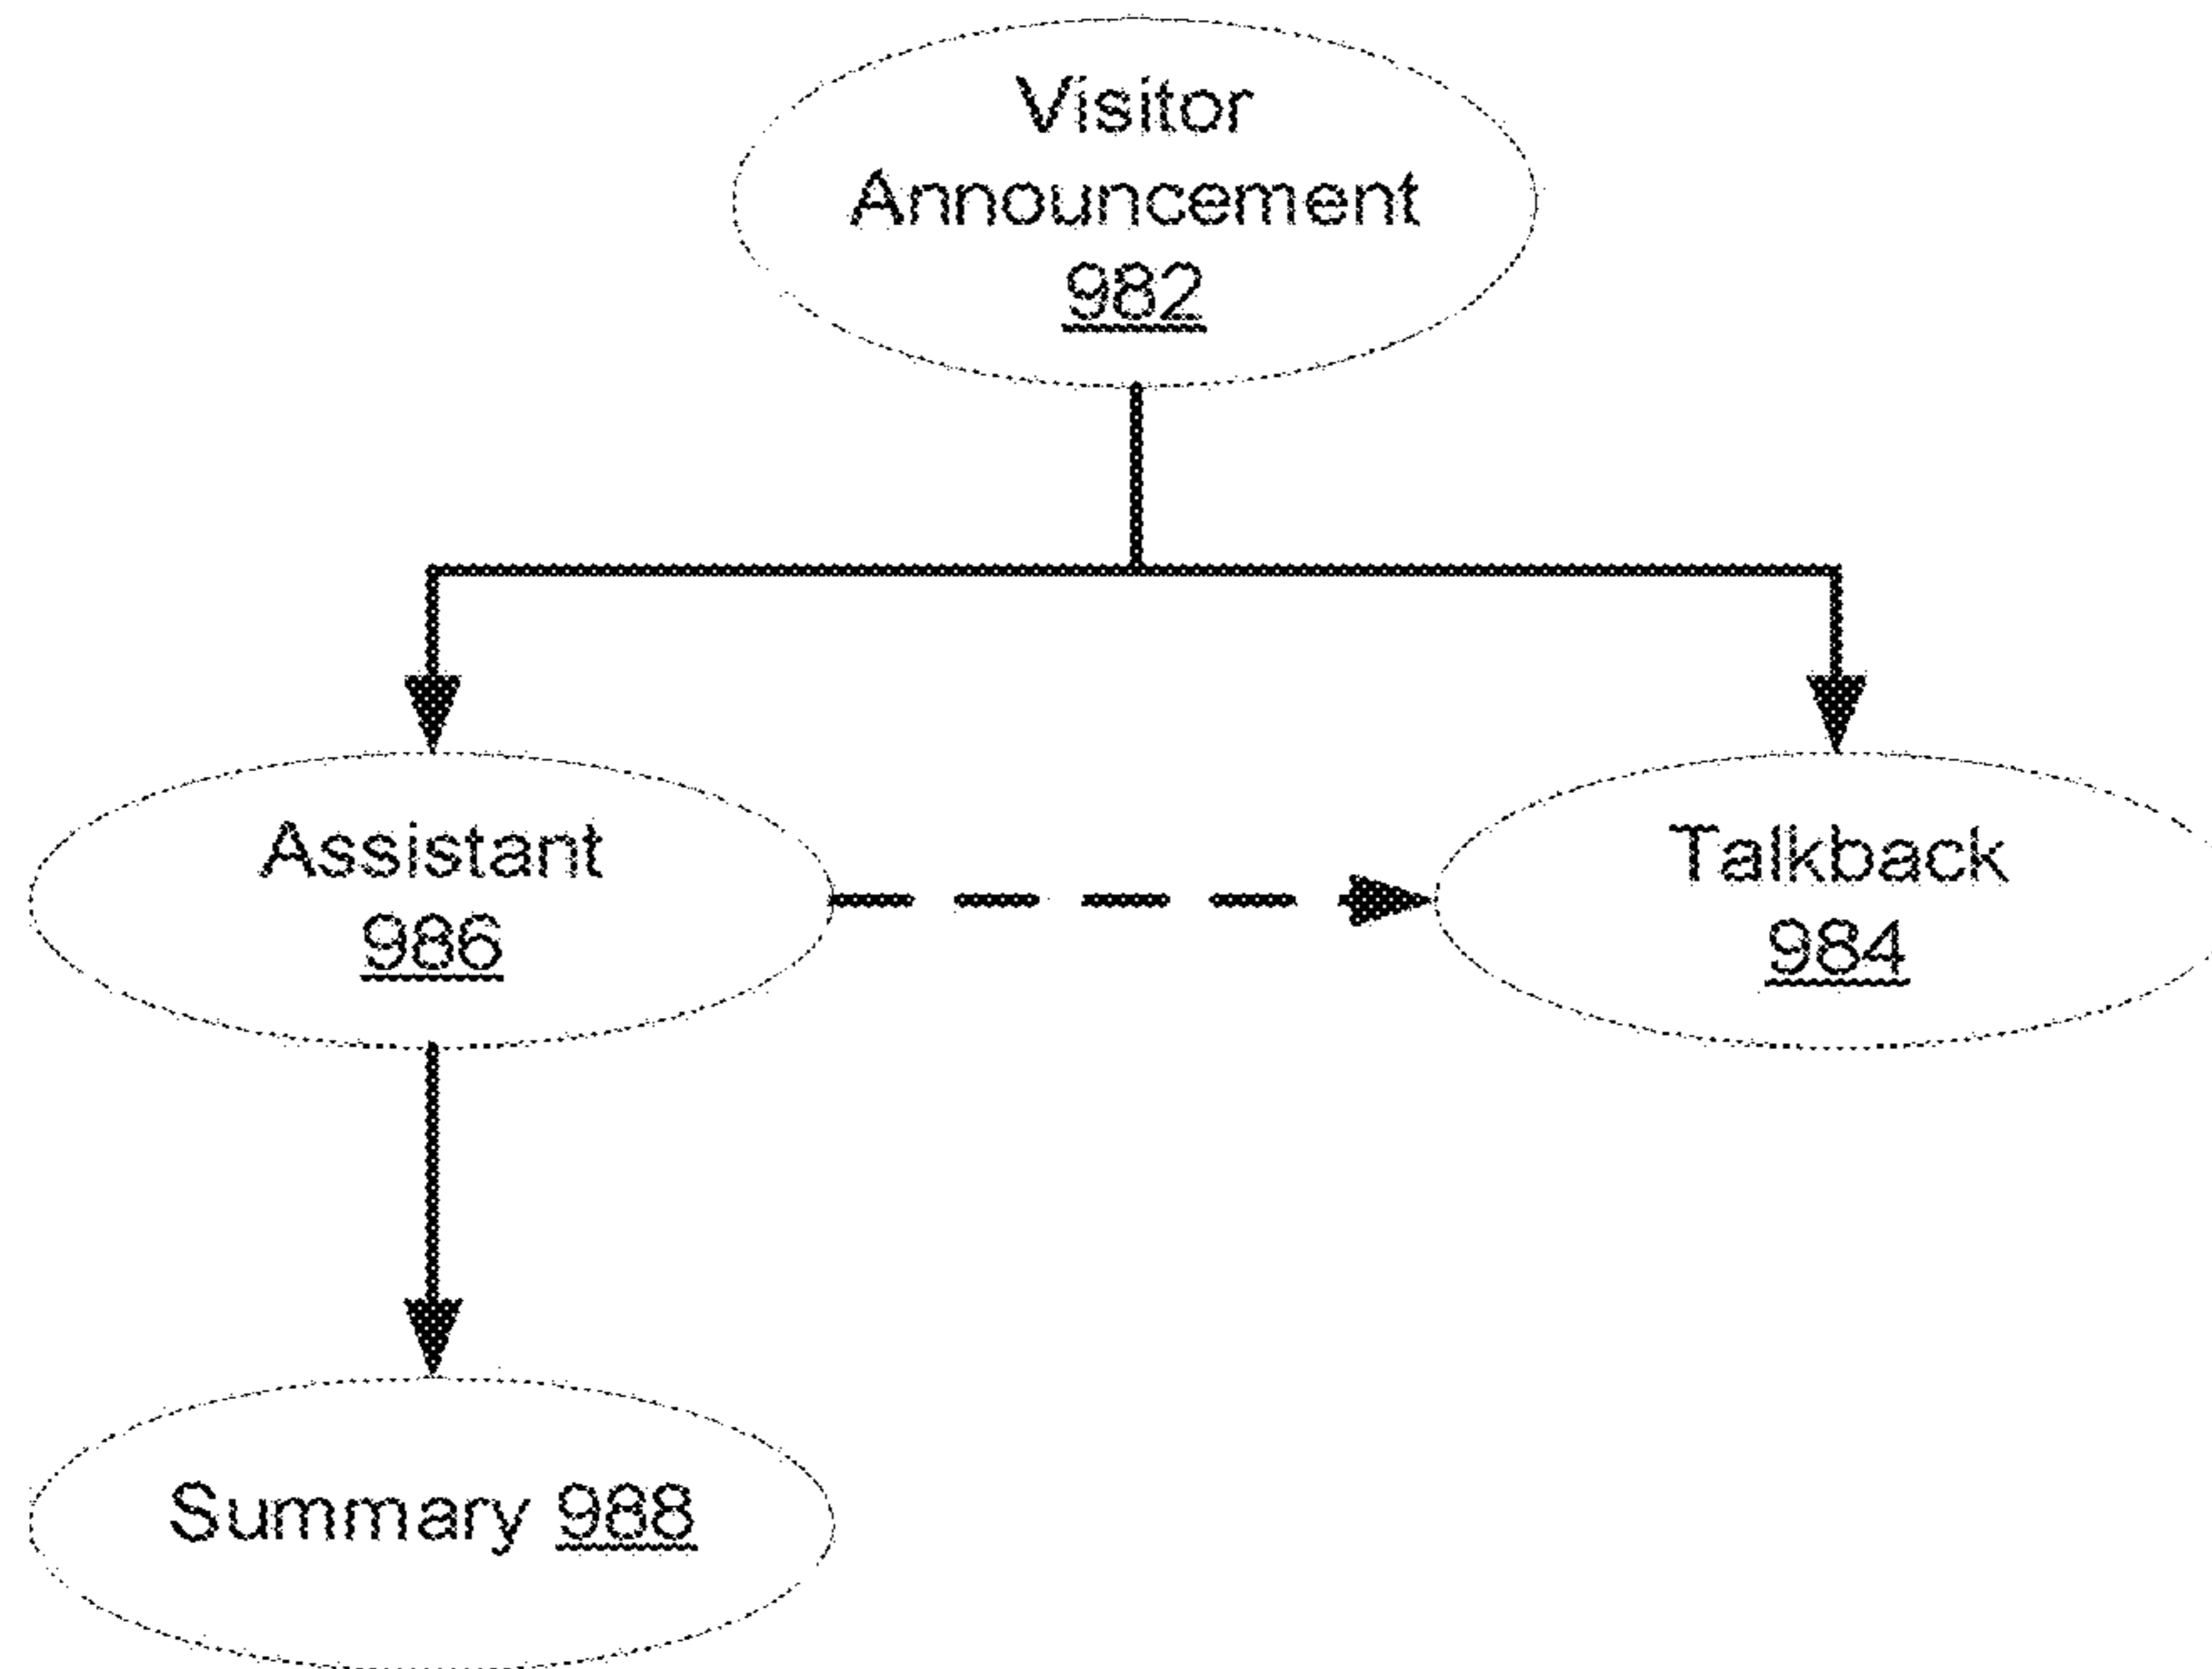 Visitor
Announcement
982
Assistant
986
Talkback
984
Summary 988